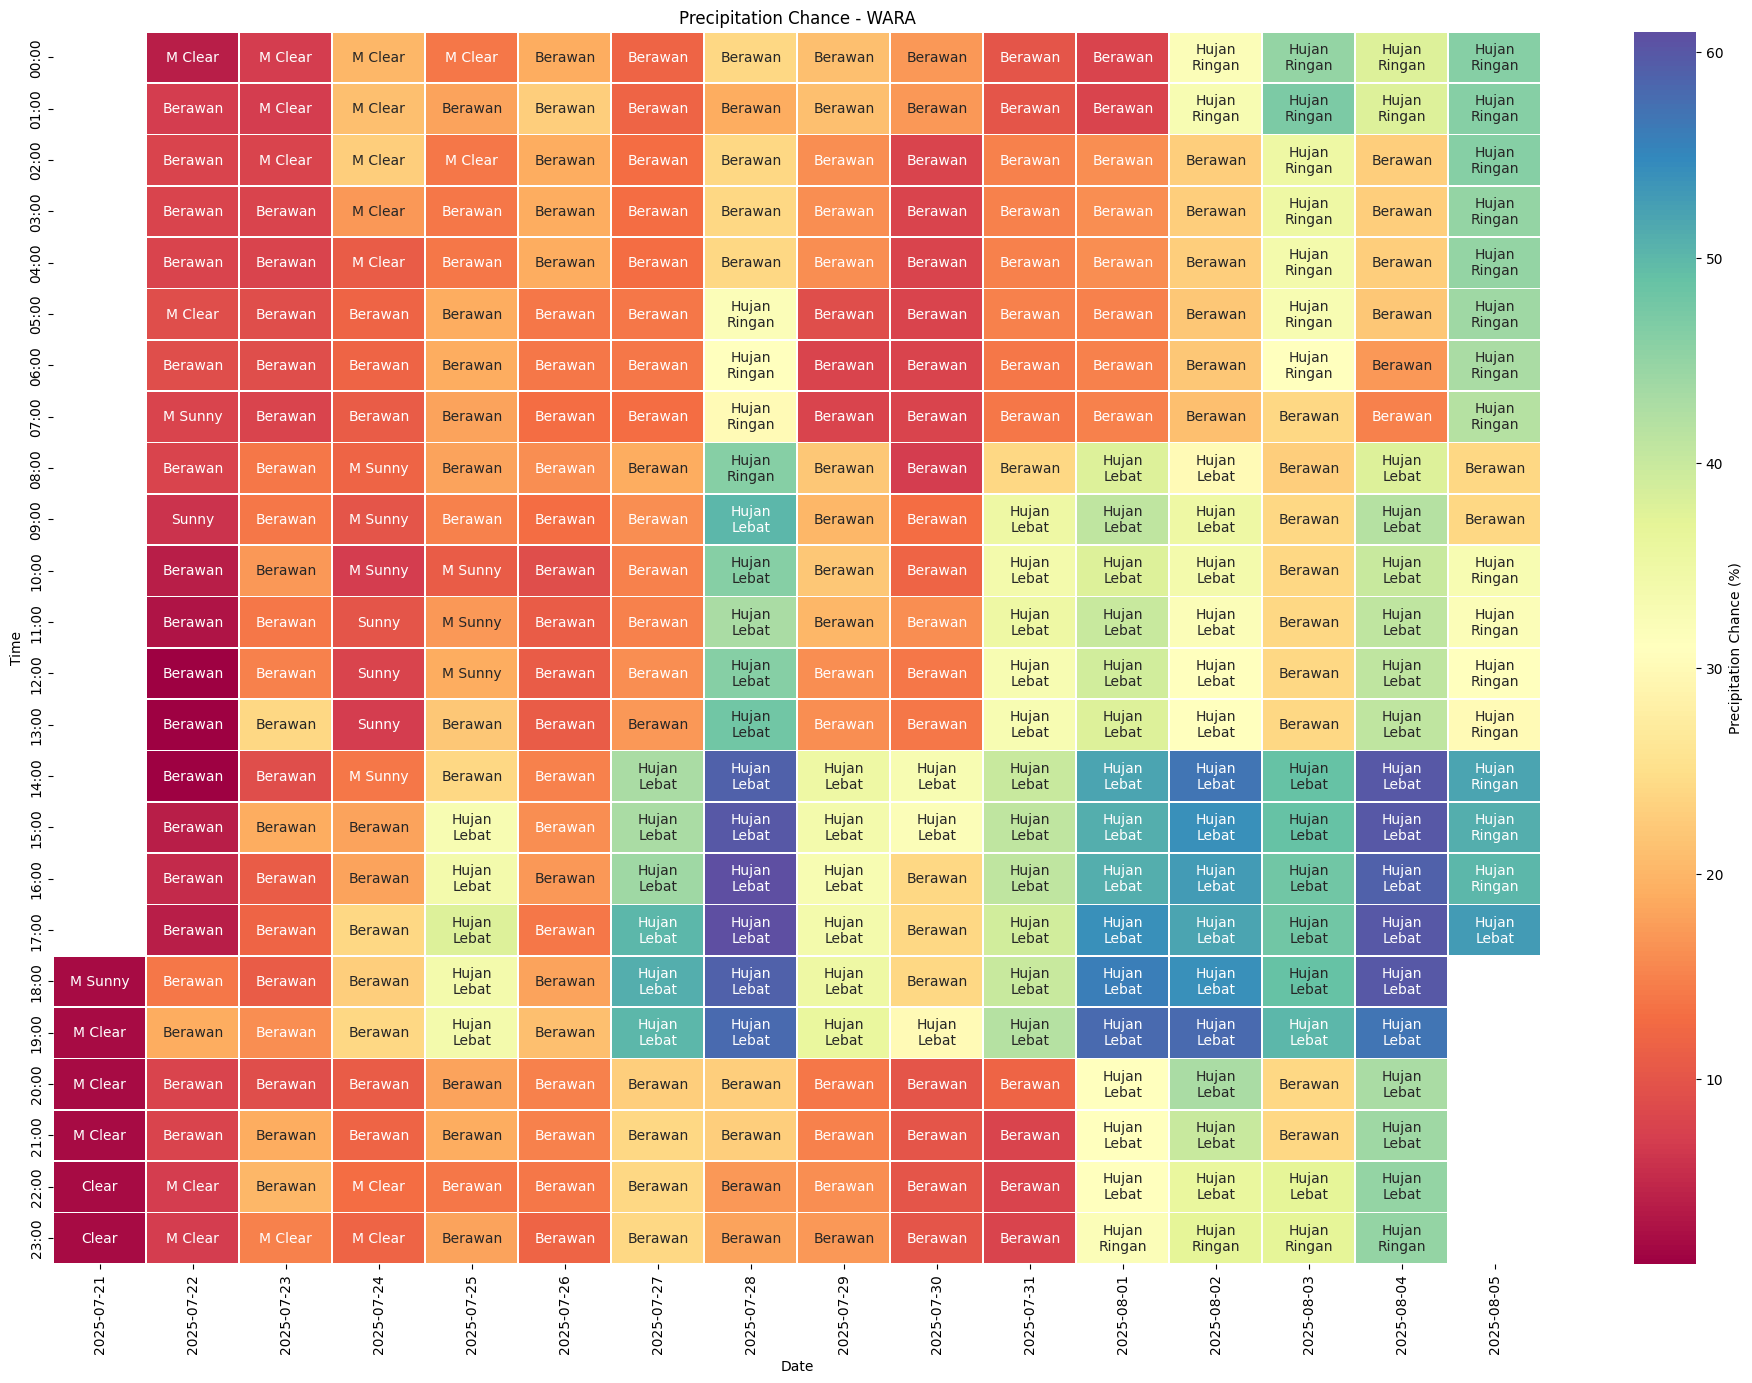 Precipitation Chance - WARA
00:00 M Clear M Clear M Clear M Clear Berawan Berawan Berawan Berawan Berawan Berawan Berawan Hujan Ringan Hujan Ringan Hujan Ringan Hujan Ringan
01:00 Berawan M Clear M Clear Berawan Berawan Berawan Berawan Berawan Berawan Berawan Berawan Hujan Ringan Hujan Ringan Hujan Ringan Hujan Ringan
02:00 Berawan M Clear M Clear M Clear Berawan Berawan Berawan Berawan Berawan Berawan Berawan Berawan Hujan Ringan Berawan Hujan Ringan
03:00 Berawan Berawan M Clear Berawan Berawan Berawan Berawan Berawan Berawan Berawan Berawan Berawan Hujan Ringan Berawan Hujan Ringan
04:00 Berawan Berawan M Clear Berawan Berawan Berawan Berawan Berawan Berawan Berawan Berawan Berawan Hujan Ringan Berawan Hujan Ringan
05:00 M Clear Berawan Berawan Berawan Berawan Berawan Hujan Ringan Berawan Berawan Berawan Berawan Berawan Hujan Ringan Berawan Hujan Ringan
06:00 Berawan Berawan Berawan Berawan Berawan Berawan Hujan Ringan Berawan Berawan Berawan Berawan Berawan Hujan Ringan Berawan Hujan Ringan
07:00 M Sunny Berawan Berawan Berawan Berawan Berawan Hujan Ringan Berawan Berawan Berawan Berawan Berawan Berawan Berawan Hujan Ringan
08:00 Berawan Berawan M Sunny Berawan Berawan Berawan Hujan Ringan Berawan Berawan Berawan Hujan Lebat Hujan Lebat Berawan Hujan Lebat Berawan
09:00 Sunny Berawan M Sunny Berawan Berawan Berawan Hujan Lebat Berawan Berawan Hujan Lebat Hujan Lebat Hujan Lebat Berawan Hujan Lebat Berawan
10:00 Berawan Berawan M Sunny M Sunny Berawan Berawan Hujan Lebat Berawan Berawan Hujan Lebat Hujan Lebat Hujan Lebat Berawan Hujan Lebat Hujan Ringan
11:00 Berawan Berawan Sunny M Sunny Berawan Berawan Hujan Lebat Berawan Berawan Hujan Lebat Hujan Lebat Hujan Lebat Berawan Hujan Lebat Hujan Ringan
12:00 Berawan Berawan Sunny M Sunny Berawan Berawan Hujan Lebat Berawan Berawan Hujan Lebat Hujan Lebat Hujan Lebat Berawan Hujan Lebat Hujan Ringan
13:00 Berawan Berawan Sunny Berawan Berawan Berawan Hujan Lebat Berawan Berawan Hujan Lebat Hujan Lebat Hujan Lebat Berawan Hujan Lebat Hujan Ringan
14:00 Berawan Berawan M Sunny Berawan Berawan Hujan Lebat Hujan Lebat Hujan Lebat Hujan Lebat Hujan Lebat Hujan Lebat Hujan Lebat Hujan Lebat Hujan Lebat Hujan Ringan
15:00 Berawan Berawan Berawan Hujan Lebat Berawan Hujan Lebat Hujan Lebat Hujan Lebat Hujan Lebat Hujan Lebat Hujan Lebat Hujan Lebat Hujan Lebat Hujan Lebat Hujan Ringan
16:00 Berawan Berawan Berawan Hujan Lebat Berawan Hujan Lebat Hujan Lebat Hujan Lebat Berawan Hujan Lebat Hujan Lebat Hujan Lebat Hujan Lebat Hujan Lebat Hujan Ringan
17:00 Berawan Berawan Berawan Hujan Lebat Berawan Hujan Lebat Hujan Lebat Hujan Lebat Berawan Hujan Lebat Hujan Lebat Hujan Lebat Hujan Lebat Hujan Lebat Hujan Lebat
18:00 M Sunny Berawan Berawan Berawan Hujan Lebat Berawan Hujan Lebat Hujan Lebat Hujan Lebat Berawan Hujan Lebat Hujan Lebat Hujan Lebat Hujan Lebat Hujan Lebat
19:00 M Clear Berawan Berawan Berawan Hujan Lebat Berawan Hujan Lebat Hujan Lebat Hujan Lebat Hujan Lebat Hujan Lebat Hujan Lebat Hujan Lebat Hujan Lebat Hujan Lebat
20:00 M Clear Berawan Berawan Berawan Berawan Berawan Berawan Berawan Berawan Berawan Berawan Hujan Lebat Hujan Lebat Berawan Hujan Lebat
21:00 M Clear Berawan Berawan Berawan Berawan Berawan Berawan Berawan Berawan Berawan Berawan Hujan Lebat Hujan Lebat Berawan Hujan Lebat
22:00 Clear M Clear Berawan M Clear Berawan Berawan Berawan Berawan Berawan Berawan Berawan Hujan Lebat Hujan Lebat Hujan Lebat Hujan Lebat
23:00 Clear M Clear M Clear M Clear Berawan Berawan Berawan Berawan Berawan Berawan Berawan Hujan Ringan Hujan Ringan Hujan Ringan Hujan Ringan
2025-07-21 2025-07-22 2025-07-23 2025-07-24 2025-07-25 2025-07-26 2025-07-27 2025-07-28 2025-07-29 2025-07-30 2025-07-31 2025-08-01 2025-08-02 2025-08-03 2025-08-04 2025-08-05
Date
Time
60
50
40
30
20
10
Precipitation Chance (%)